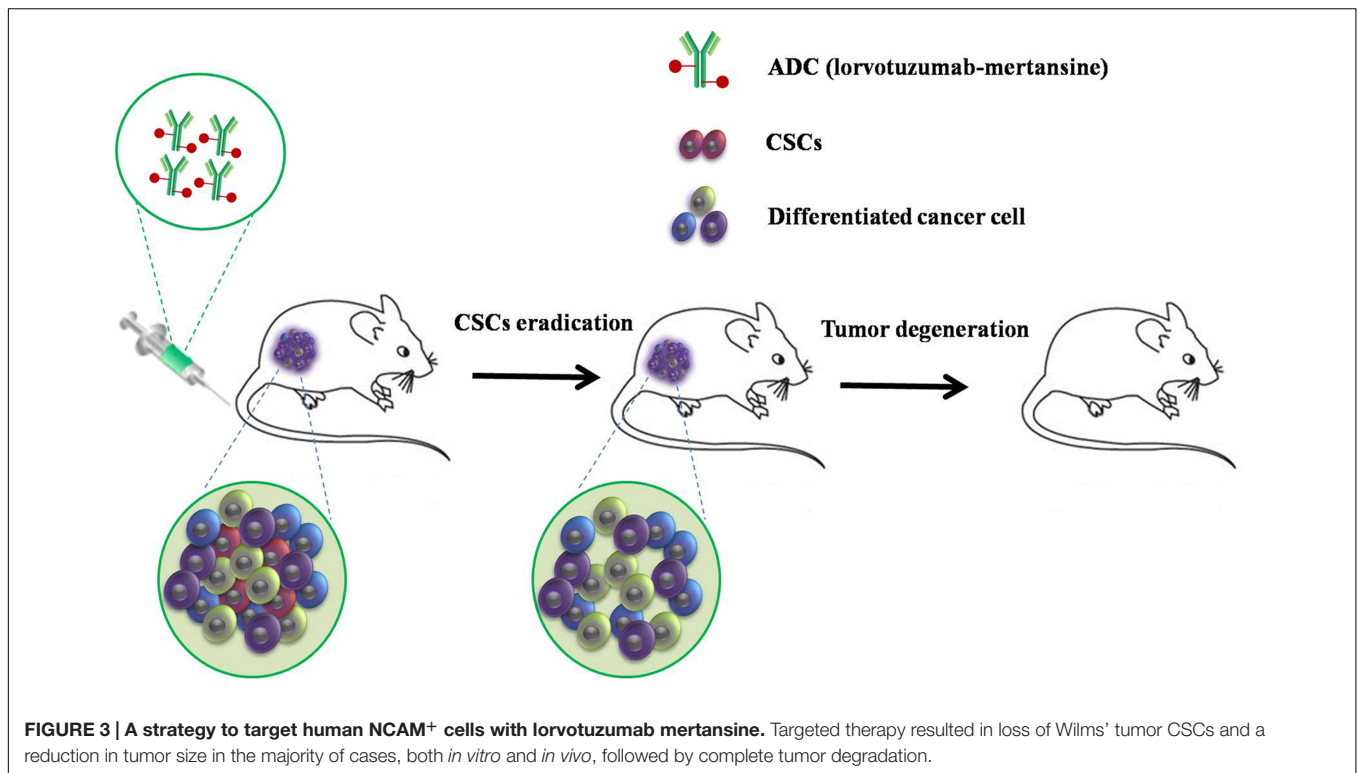 ADC (lorvotuzumab-mertansine)
CSCs
Differentiated cancer cell
CSCs eradication
Tumor degeneration
FIGURE 3 | A strategy to target human NCAM+ cells with lorvotuzumab mertansine. Targeted therapy resulted in loss of Wilms' tumor CSCs and a
reduction in tumor size in the majority of cases, both in vitro and in vivo, followed by complete tumor degradation.